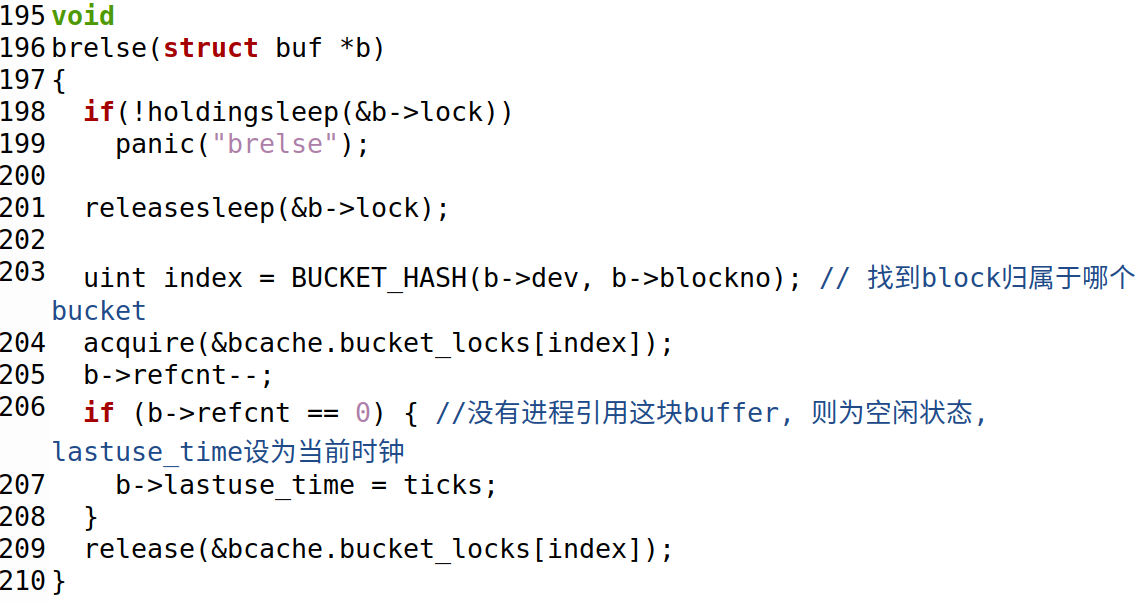 195 void
196 brelse(struct buf *b)
197 {
198   if(!holdingsleep(&b->lock))
199     panic("brelse");
200
201   releasesleep(&b->lock);
202
203   uint index = BUCKET_HASH(b->dev, b->blockno); // 找到block归属于哪个
bucket
204   acquire(&bcache.bucket_locks[index]);
205   b->refcnt--;
206   if (b->refcnt == 0) { //没有进程引用这块buffer, 则为空闲状态,
lastuse_time设为当前时钟
207     b->lastuse_time = ticks;
208   }
209   release(&bcache.bucket_locks[index]);
210 }